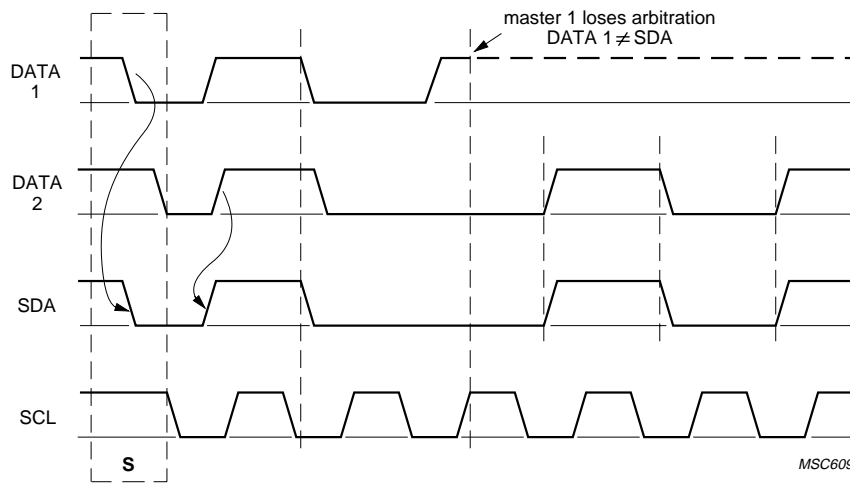 master 1 loses arbitration
DATA 1 ≠ SDA
DATA
1
DATA
2
SDA
SCL
S
MSC609